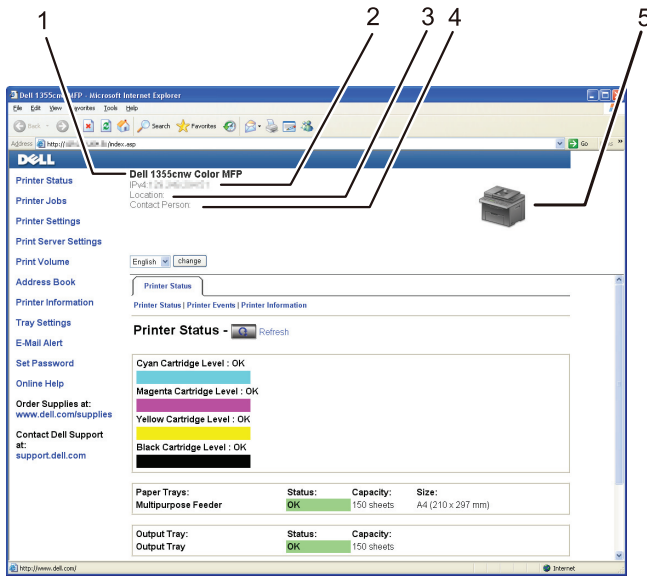 1 2 3 4 5
Dell 1355cnw MFP - Microsoft Internet Explorer
File Edit View Favorites Tools Help
Back Search Favorites
Address http:// /index.asp Go
DELL
Printer Status
Printer Jobs
Printer Settings
Print Server Settings
Print Volume
Address Book
Printer Information
Tray Settings
E-Mail Alert
Set Password
Online Help
Order Supplies at:
www.dell.com/supplies
Contact Dell Support
at:
support.dell.com
Dell 1355cnw Color MFP
IPv4:
Location:
Contact Person:
English change
Printer Status
Printer Status | Printer Events | Printer Information
Printer Status - Refresh
Cyan Cartridge Level : OK
Magenta Cartridge Level : OK
Yellow Cartridge Level : OK
Black Cartridge Level : OK
Paper Trays: Status: Capacity: Size:
Multipurpose Feeder OK 150 sheets A4 (210 x 297 mm)
Output Tray: Status: Capacity:
Output Tray OK 150 sheets
http://www.dell.com/ Internet